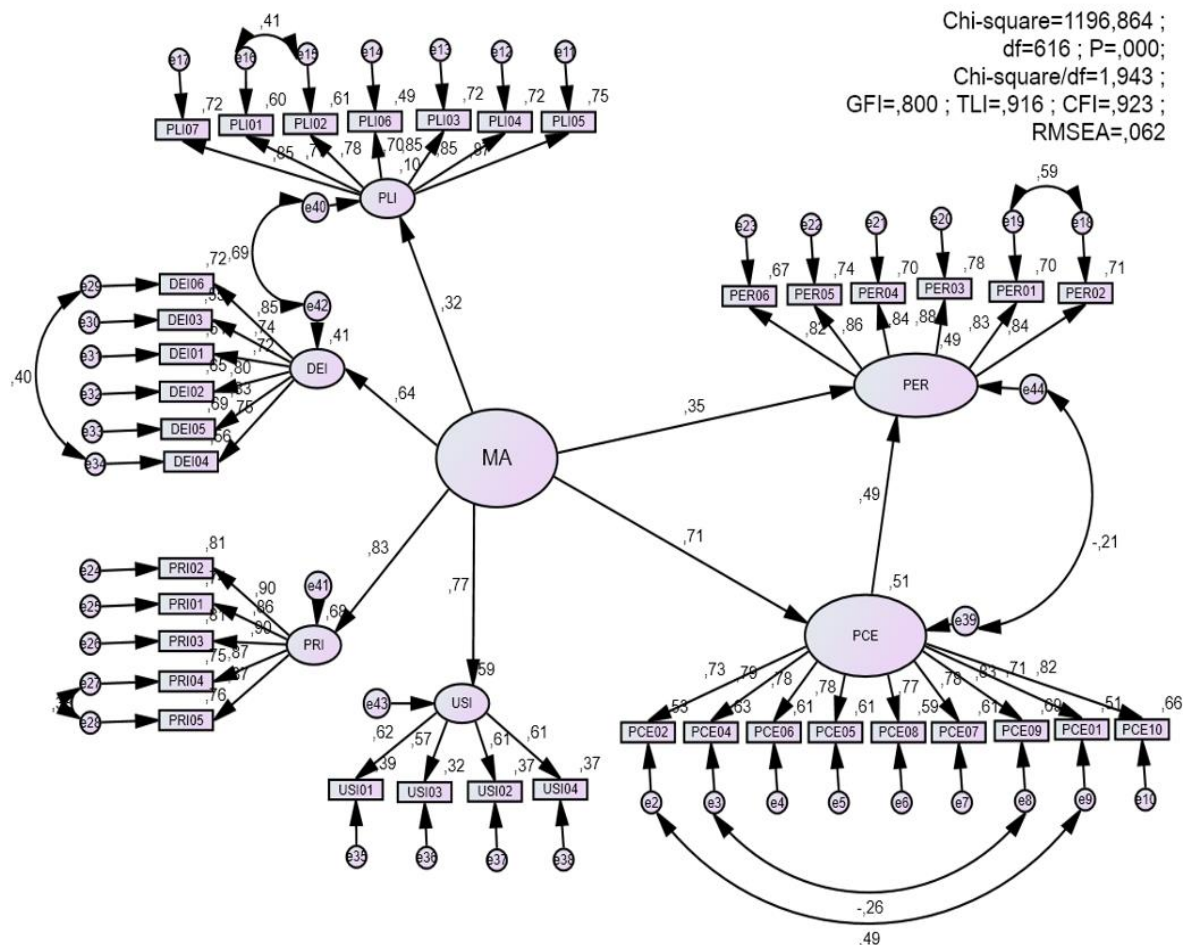 Chi-square=1196,864 ;
df=616 ; P=,000;
Chi-square/df=1,943 ;
GFI=,800 ; TLI=,916 ; CFI=,923 ;
RMSEA=,062
,41
e17 e16 e15 e14 e13 e12 e11
,72 ,60 ,61 ,49 ,72 ,72 ,75
PLI07 PLI01 PLI02 PLI06 PLI03 PLI04 PLI05
,85 ,78 ,70 ,85 ,85
,10
e40 PLI
,69
,32
,59
e23 e22 e21 e20 e19 e18
,67 ,74 ,70 ,78 ,70 ,71
PER06 PER05 PER04 PER03 PER01 PER02
,82 ,86 ,84 ,88 ,83 ,84
,49
PER e44
,35
e29 DEI06 ,72
e30 DEI03
e31 DEI01
e32 DEI02 ,65
e33 DEI05 ,69
e34 DEI04
,40
,85 ,74 ,72 ,80 ,75
e42 ,41
DEI
,64
MA
,49
-,21
,71
,83
,77
e24 PRI02 ,81
e25 PRI01
e26 PRI03 ,81
e27 PRI04 ,75
e28 PRI05 ,76
,90 ,86 ,90 ,87
e41
PRI
,51
PCE e39
e43 USI
,62 ,57 ,61 ,61
,39 ,32 ,37 ,37
USI01 USI03 USI02 USI04
e35 e36 e37 e38
,73 ,79 ,78 ,78 ,77 ,78 ,83 ,71 ,82
,53 ,63 ,61 ,61 ,59 ,61 ,69 ,51 ,66
PCE02 PCE04 PCE06 PCE05 PCE08 PCE07 PCE09 PCE01 PCE10
e2 e3 e4 e5 e6 e7 e8 e9 e10
-,26
,49